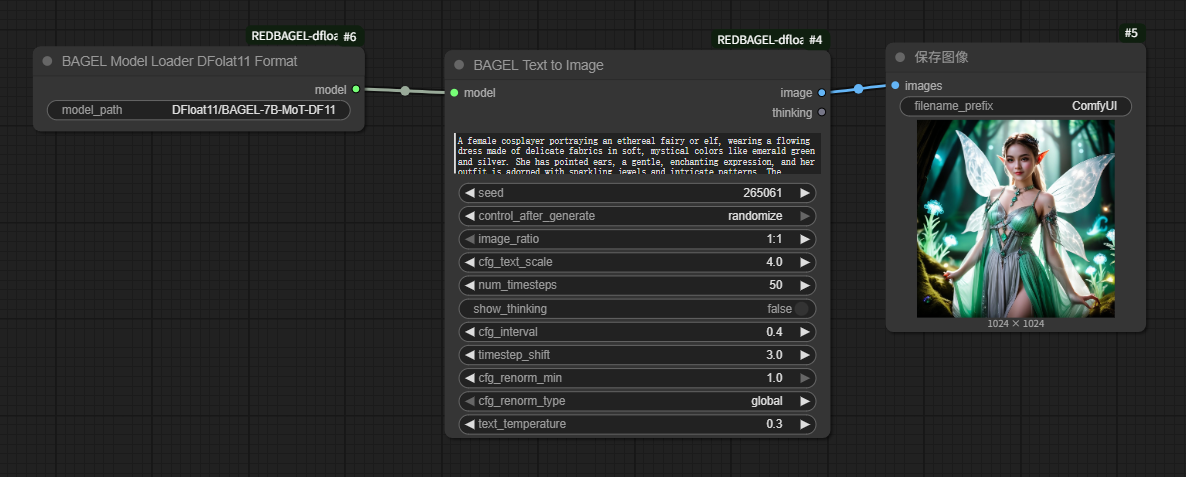 REDBAGEL-dfloa #6
BAGEL Model Loader DFolat11 Format
model
model_path DFloat11/BAGEL-7B-MoT-DF11
REDBAGEL-dfloa #4
BAGEL Text to Image
model image
thinking
A female cosplayer portraying an ethereal fairy or elf, wearing a flowing
dress made of delicate fabrics in soft, mystical colors like emerald green
and silver. She has pointed ears, a gentle, enchanting expression, and her
outfit is adorned with sparkling jewels and intricate patterns. The
seed 265061
control_after_generate randomize
image_ratio 1:1
cfg_text_scale 4.0
num_timesteps 50
show_thinking false
cfg_interval 0.4
timestep_shift 3.0
cfg_renorm_min 1.0
cfg_renorm_type global
text_temperature 0.3
#5
保存图像
images
filename_prefix ComfyUI
1024 × 1024